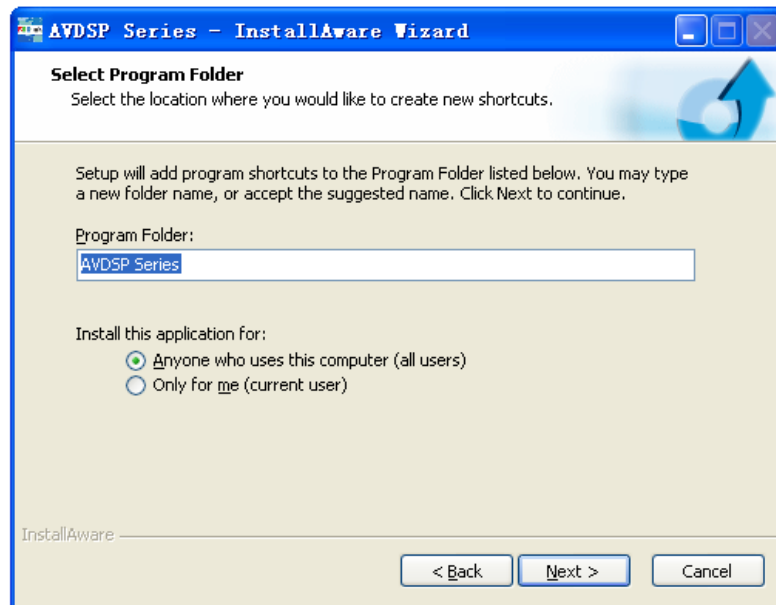 AVDSP Series - InstallAware Wizard
Select Program Folder
Select the location where you would like to create new shortcuts.
Setup will add program shortcuts to the Program Folder listed below. You may type
a new folder name, or accept the suggested name. Click Next to continue.
Program Folder:
AVDSP Series
Install this application for:
Anyone who uses this computer (all users)
Only for me (current user)
InstallAware
< Back Next > Cancel